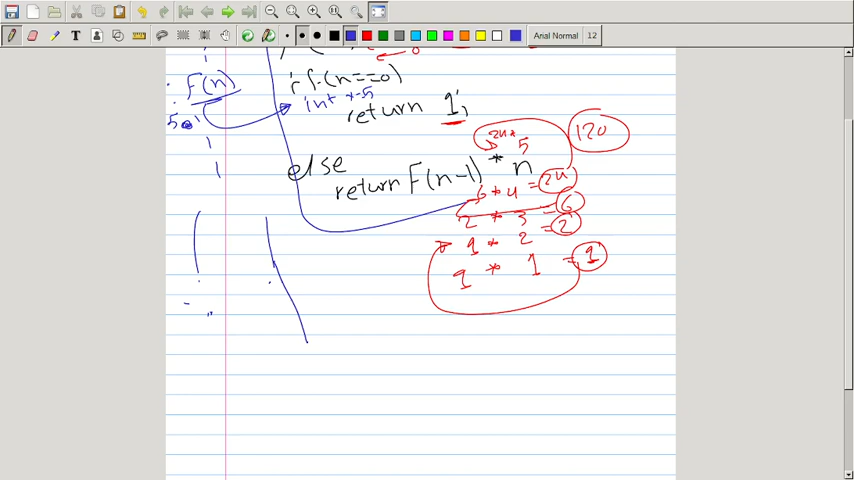 Arial Normal 12
F(n)
if (n==0)
int x=5
return 1;
5
24*
5
120
else
return F(n-1) * n
6 * 4 = 24
2 * 3 = 6
1 * 2 = 2
1 * 1 = 1